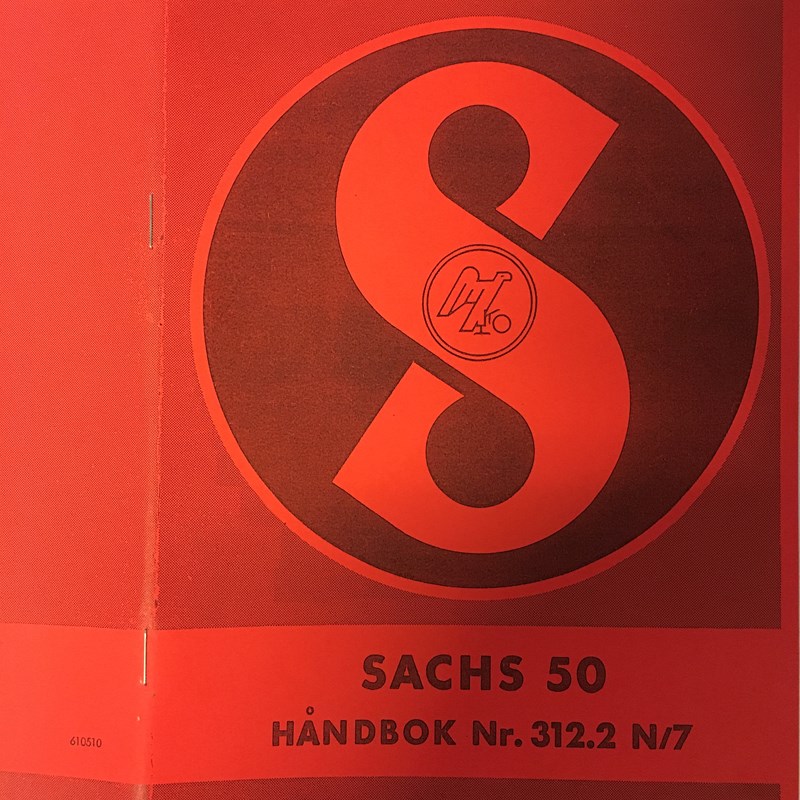 S
SACHS 50
HÅNDBOK Nr. 312.2 N/7
610510